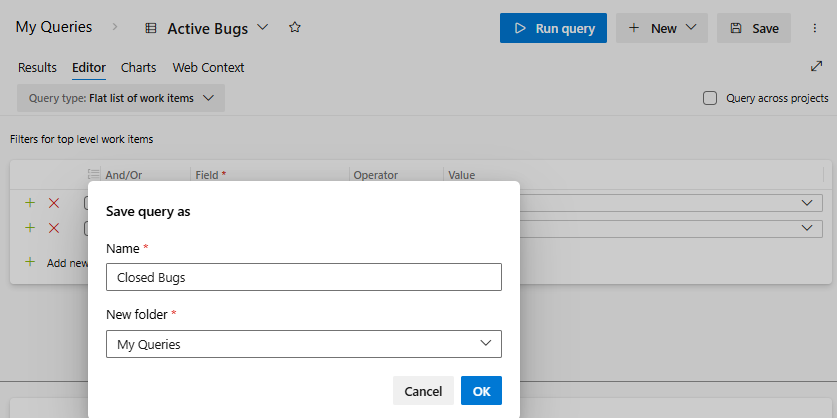 My Queries > Active Bugs
Run query
New
Save
Results Editor Charts Web Context
Query type: Flat list of work items
Query across projects
Filters for top level work items
And/Or Field * Operator Value
Add new
Save query as
Name *
Closed Bugs
New folder *
My Queries
Cancel OK